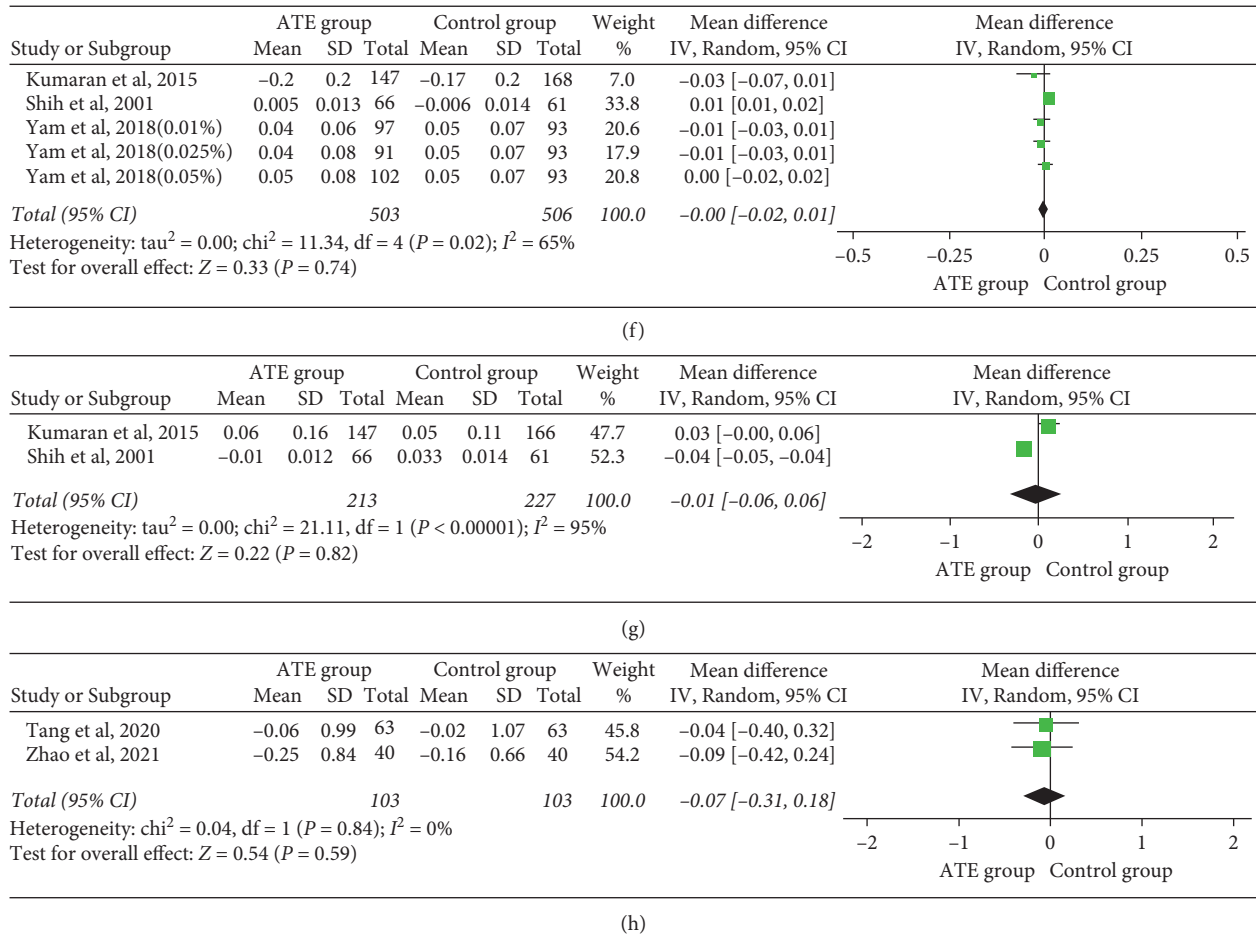 ATE group Control group Weight Mean difference Mean difference
Study or Subgroup Mean SD Total Mean SD Total % IV, Random, 95% CI IV, Random, 95% CI
Kumaran et al, 2015 –0.2 0.2 147 –0.17 0.2 168 7.0 –0.03 [–0.07, 0.01]
Shih et al, 2001 0.005 0.013 66 –0.006 0.014 61 33.8 0.01 [0.01, 0.02]
Yam et al, 2018(0.01%) 0.04 0.06 97 0.05 0.07 93 20.6 –0.01 [–0.03, 0.01]
Yam et al, 2018(0.025%) 0.04 0.08 91 0.05 0.07 93 17.9 –0.01 [–0.03, 0.01]
Yam et al, 2018(0.05%) 0.05 0.08 102 0.05 0.07 93 20.8 0.00 [–0.02, 0.02]
Total (95% CI) 503 506 100.0 –0.00 [–0.02, 0.01]
Heterogeneity: tau² = 0.00; chi² = 11.34, df = 4 (P = 0.02); I² = 65%
Test for overall effect: Z = 0.33 (P = 0.74)
–0.5 –0.25 0 0.25 0.5
ATE group Control group
(f)
ATE group Control group Weight Mean difference Mean difference
Study or Subgroup Mean SD Total Mean SD Total % IV, Random, 95% CI IV, Random, 95% CI
Kumaran et al, 2015 0.06 0.16 147 0.05 0.11 166 47.7 0.03 [–0.00, 0.06]
Shih et al, 2001 –0.01 0.012 66 0.033 0.014 61 52.3 –0.04 [–0.05, –0.04]
Total (95% CI) 213 227 100.0 –0.01 [–0.06, 0.06]
Heterogeneity: tau² = 0.00; chi² = 21.11, df = 1 (P < 0.00001); I² = 95%
Test for overall effect: Z = 0.22 (P = 0.82)
–2 –1 0 1 2
ATE group Control group
(g)
ATE group Control group Weight Mean difference Mean difference
Study or Subgroup Mean SD Total Mean SD Total % IV, Random, 95% CI IV, Random, 95% CI
Tang et al, 2020 –0.06 0.99 63 –0.02 1.07 63 45.8 –0.04 [–0.40, 0.32]
Zhao et al, 2021 –0.25 0.84 40 –0.16 0.66 40 54.2 –0.09 [–0.42, 0.24]
Total (95% CI) 103 103 100.0 –0.07 [–0.31, 0.18]
Heterogeneity: chi² = 0.04, df = 1 (P = 0.84); I² = 0%
Test for overall effect: Z = 0.54 (P = 0.59)
–2 –1 0 1 2
ATE group Control group
(h)